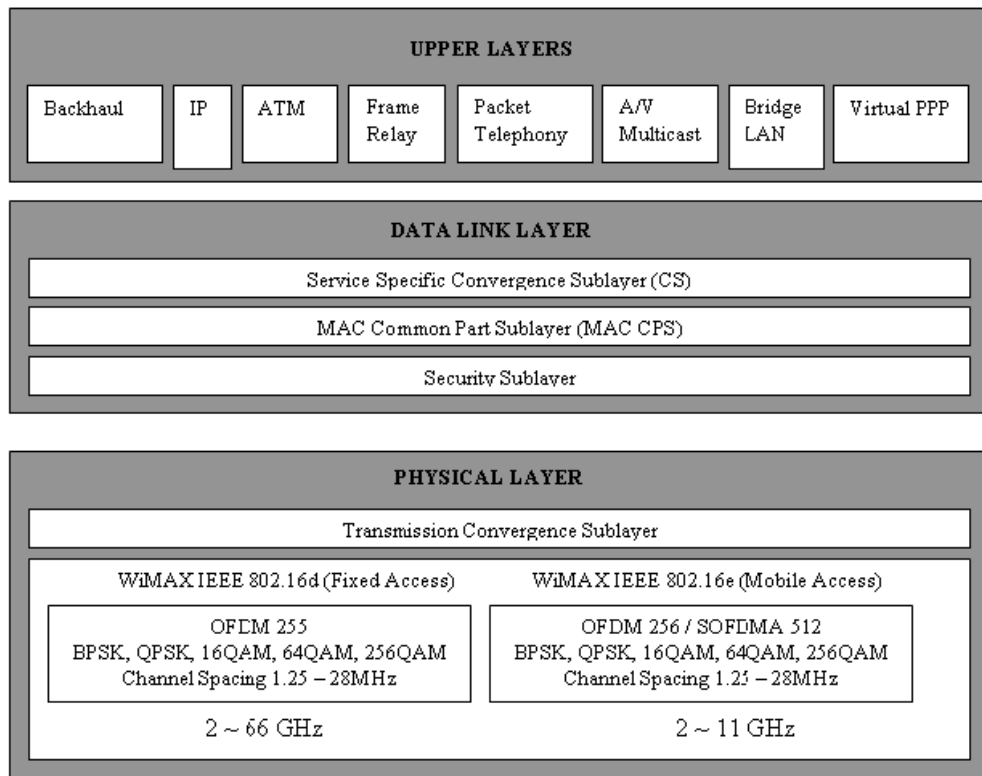 UPPER LAYERS
Backhaul
IP
ATM
Frame
Relay
Packet
Telephony
A/V
Multicast
Bridge
LAN
Virtual PPP
DATA LINK LAYER
Service Specific Convergence Sublayer (CS)
MAC Common Part Sublayer (MAC CPS)
Security Sublayer
PHYSICAL LAYER
Transmission Convergence Sublayer
WiMAX IEEE 802.16d (Fixed Access)
OFDM 255
BPSK, QPSK, 16QAM, 64QAM, 256QAM
Channel Spacing 1.25 – 28MHz
2 ~ 66 GHz
WiMAX IEEE 802.16e (Mobile Access)
OFDM 256 / SOFDMA 512
BPSK, QPSK, 16QAM, 64QAM, 256QAM
Channel Spacing 1.25 – 28MHz
2 ~ 11 GHz